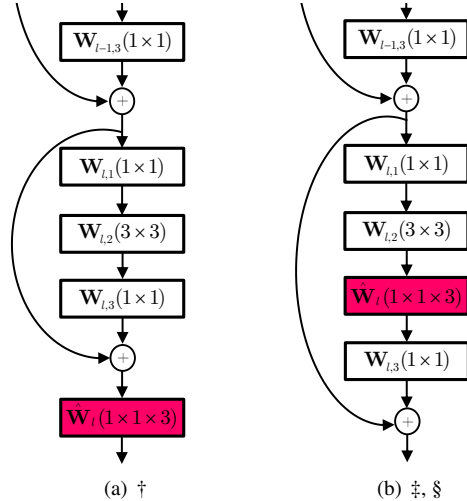 W_{l-1,3}(1×1)
+
W_{l,1}(1×1)
W_{l,2}(3×3)
W_{l,3}(1×1)
+
Ŵ_l(1×1×3)
(a) †
W_{l-1,3}(1×1)
+
W_{l,1}(1×1)
W_{l,2}(3×3)
Ŵ_l(1×1×3)
W_{l,3}(1×1)
+
(b) ‡, §